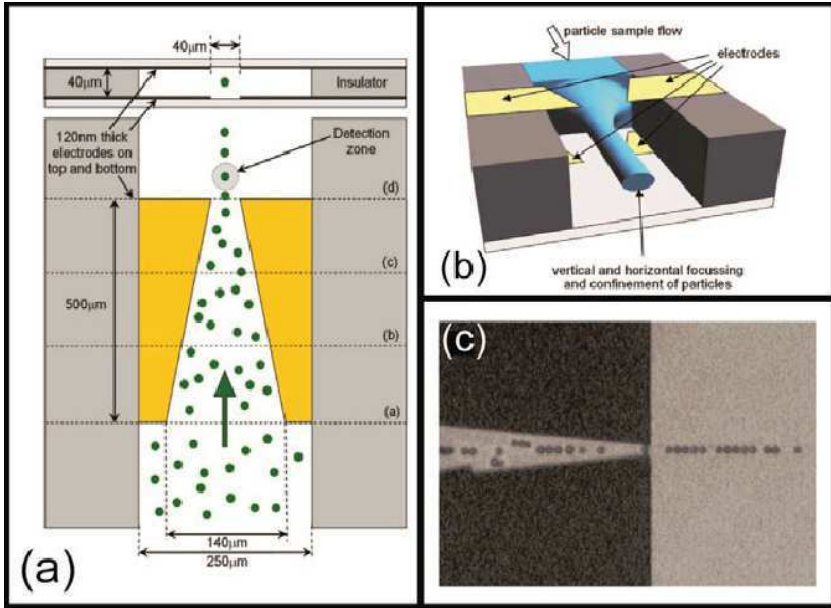 40μm
40μm
Insulator
120nm thick
electrodes on
top and bottom
Detection
zone
(d)
(c)
500μm
(b)
(a)
140μm
250μm
(a)
particle sample flow
electrodes
(b)
vertical and horizontal focussing
and confinement of particles
(c)